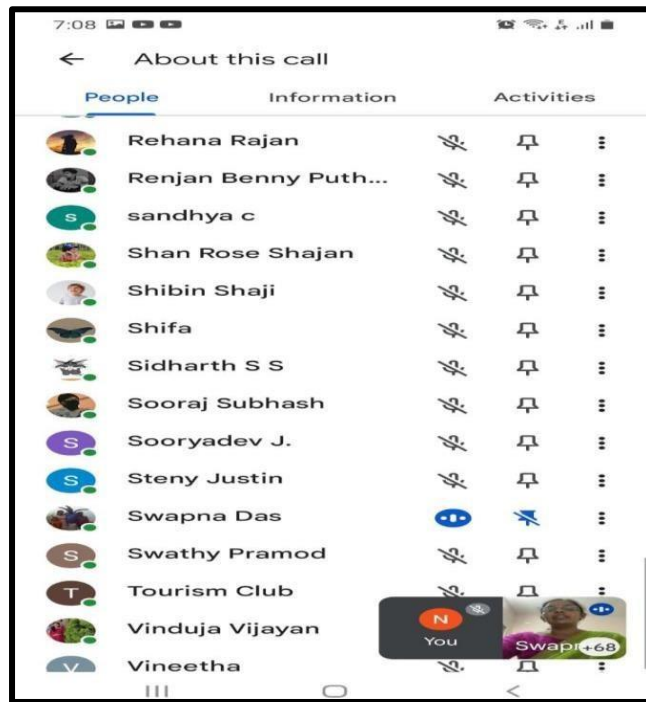 7:08
About this call
People Information Activities
Rehana Rajan
Renjan Benny Puth...
S sandhya c
Shan Rose Shajan
Shibin Shaji
Shifa
Sidharth S S
Sooraj Subhash
S Sooryadev J.
S Steny Justin
Swapna Das
S Swathy Pramod
T Tourism Club
Vinduja Vijayan
N
You Swapn +68
V Vineetha